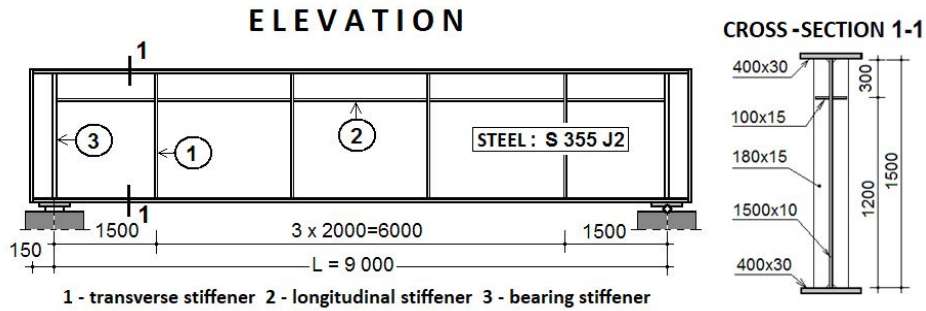 ELEVATION
CROSS-SECTION 1-1
1
400x30
300
100x15
3
2
1
STEEL: S 355 J2
180x15
1200
1500
1500x10
1
1500
3 x 2000=6000
1500
150
L = 9 000
400x30
1 - transverse stiffener 2 - longitudinal stiffener 3 - bearing stiffener